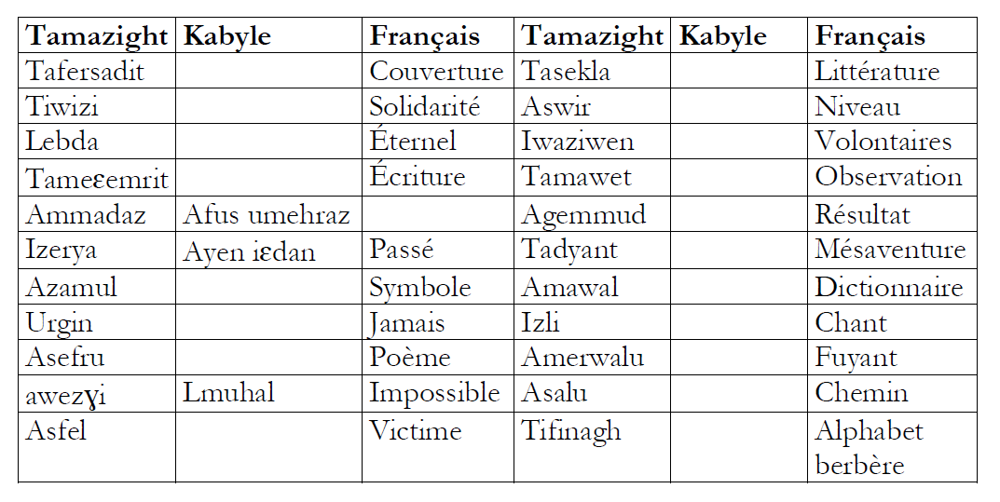 Tamazight Kabyle Français Tamazight Kabyle Français
Tafersadit Couverture Tasekla Littérature
Tiwizi Solidarité Aswir Niveau
Lebda Éternel Iwaziwen Volontaires
Tameɛemrit Écriture Tamawet Observation
Ammadaz Afus umehraz Agemmud Résultat
Izerya Ayen iɛdan Passé Tadyant Mésaventure
Azamul Symbole Amawal Dictionnaire
Urgin Jamais Izli Chant
Asefru Poème Amerwalu Fuyant
awezɣi Lmuhal Impossible Asalu Chemin
Asfel Victime Tifinagh Alphabet
berbère